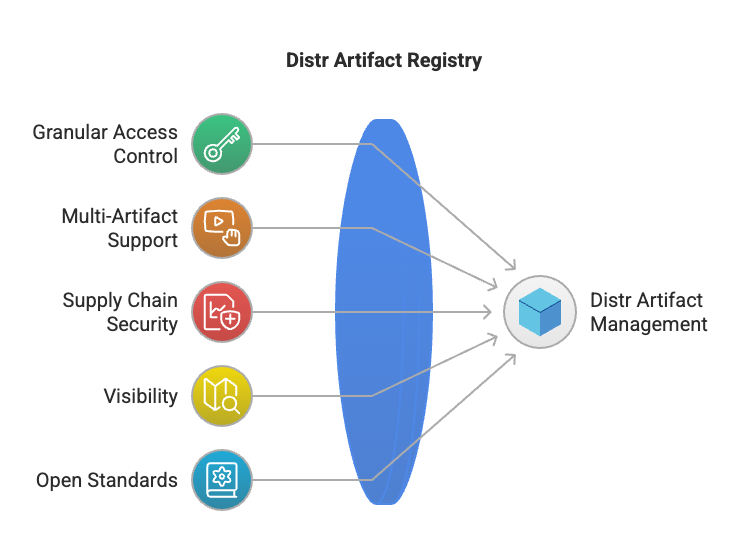 Distr Artifact Registry
Granular Access
Control
Multi-Artifact
Support
Supply Chain
Security
Visibility
Open Standards
Distr Artifact
Management